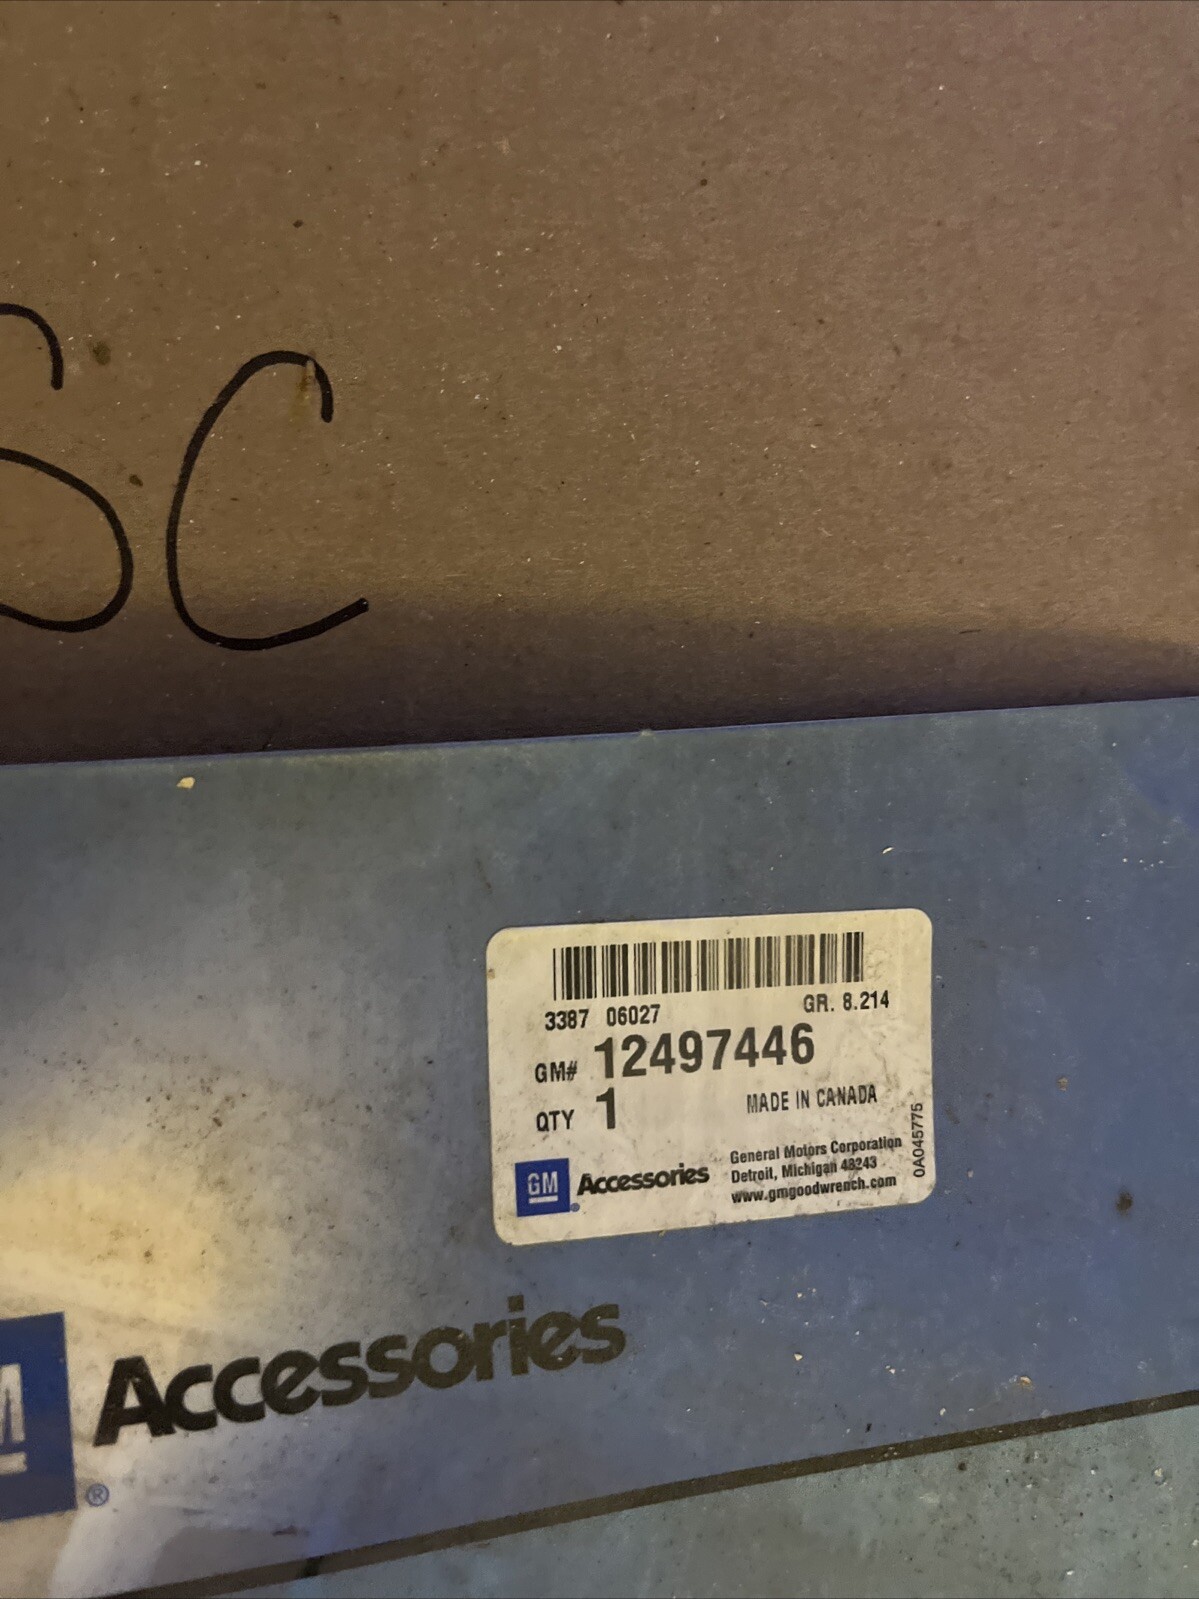 SC
3387 06027 GR. 8.214
GM# 12497446
QTY 1 MADE IN CANADA
0A045775
GM® Accessories
General Motors Corporation
Detroit, Michigan 48243
www.gmgoodwrench.com
M Accessories
®